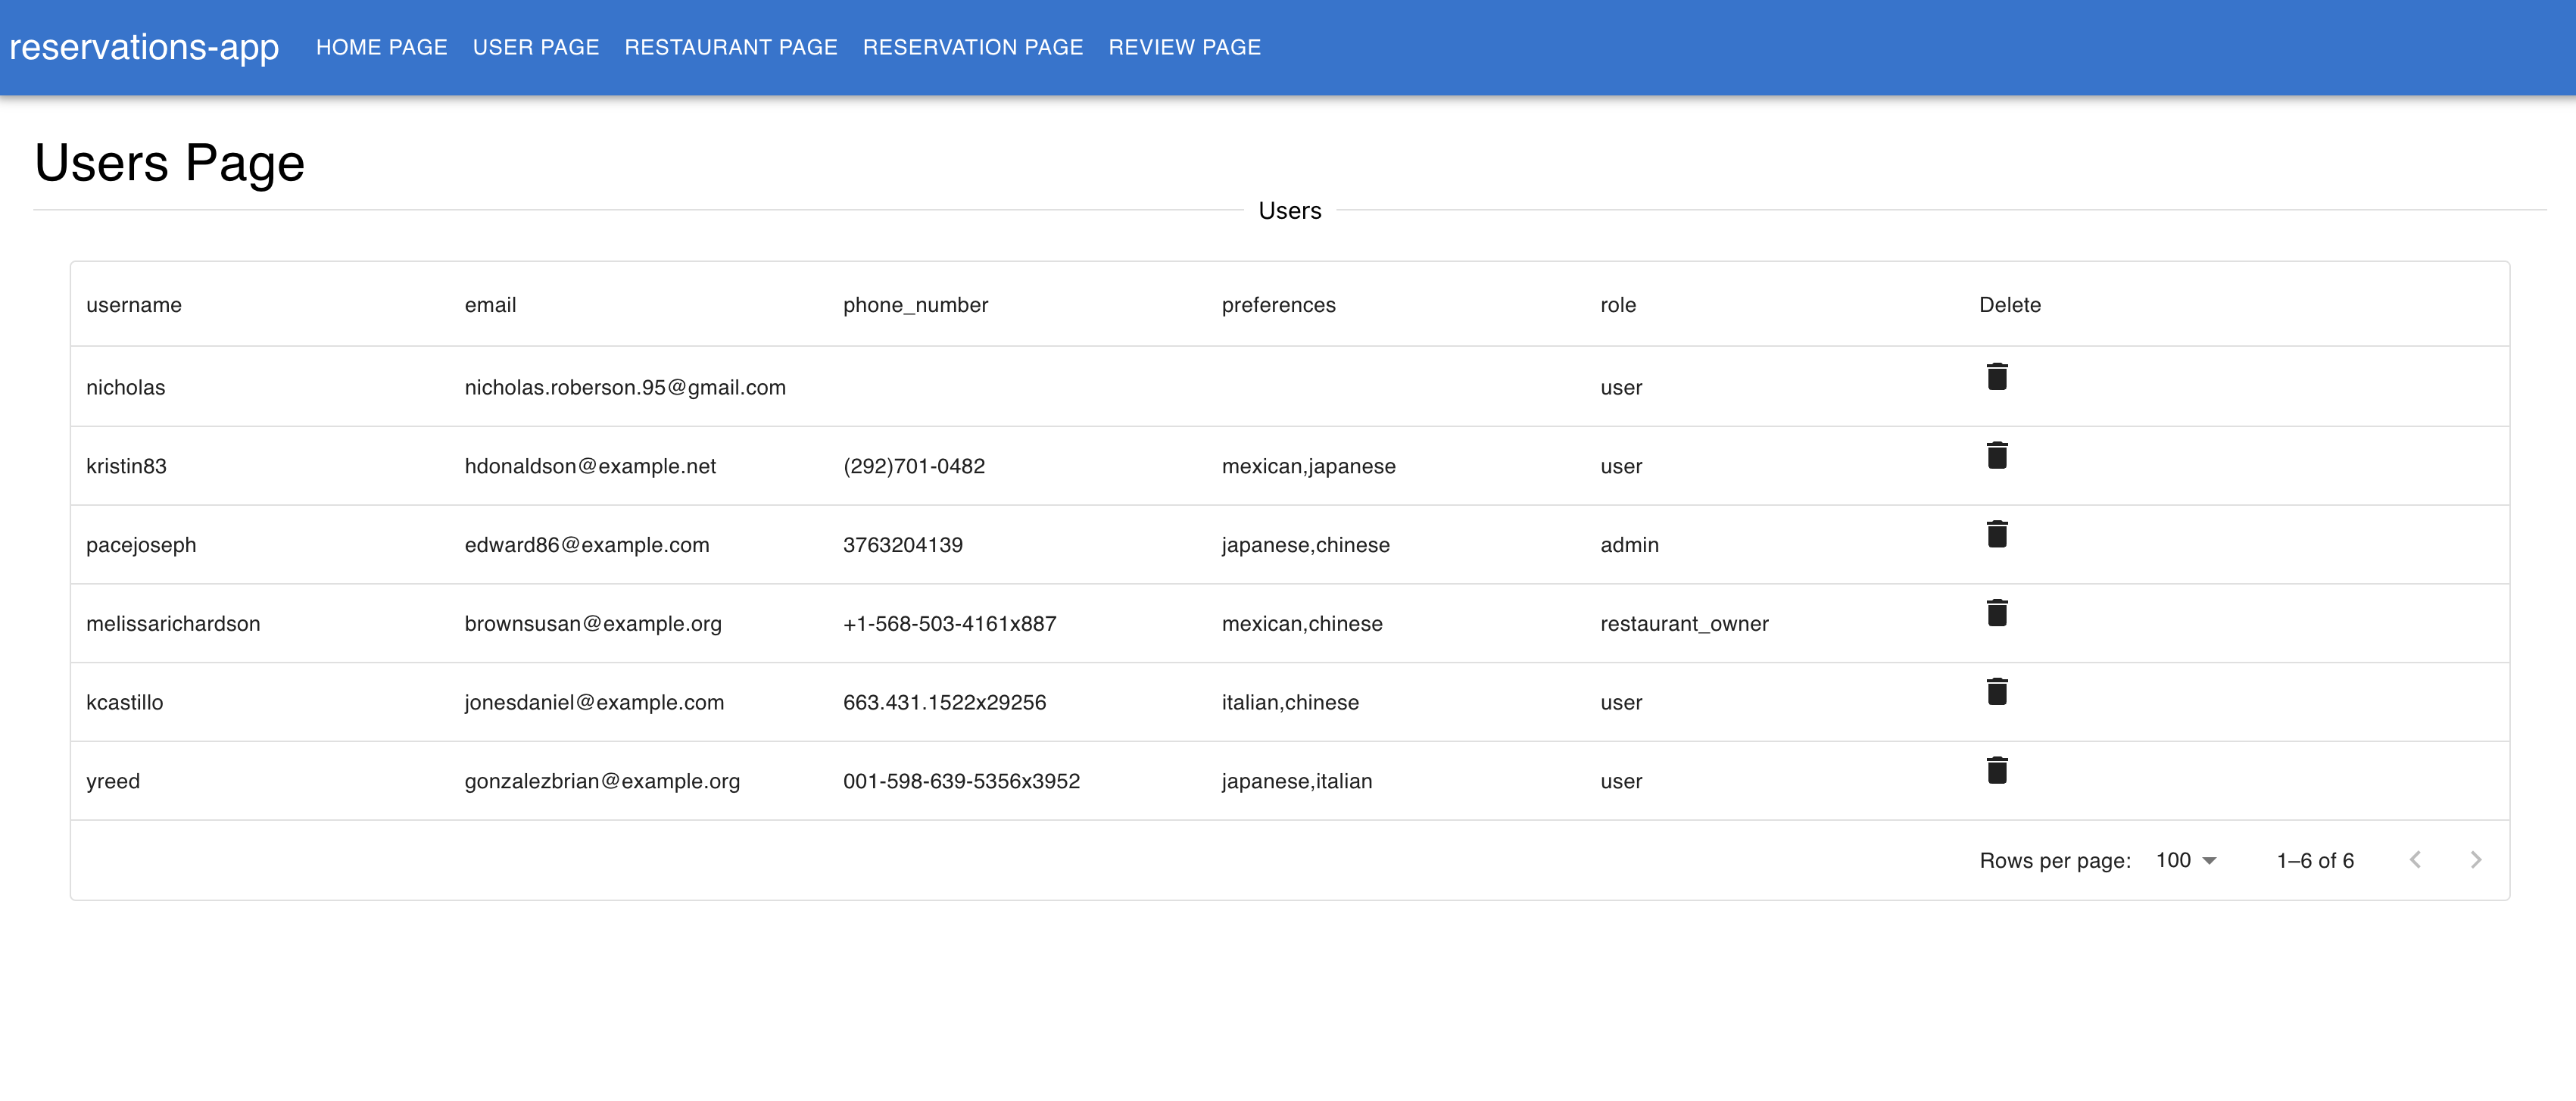 reservations-app HOME PAGE USER PAGE RESTAURANT PAGE RESERVATION PAGE REVIEW PAGE
Users Page
Users
username email phone_number preferences role Delete
nicholas nicholas.roberson.95@gmail.com user
kristin83 hdonaldson@example.net (292)701-0482 mexican,japanese user
pacejoseph edward86@example.com 3763204139 japanese,chinese admin
melissarichardson brownsusan@example.org +1-568-503-4161x887 mexican,chinese restaurant_owner
kcastillo jonesdaniel@example.com 663.431.1522x29256 italian,chinese user
yreed gonzalezbrian@example.org 001-598-639-5356x3952 japanese,italian user
Rows per page: 100 1–6 of 6